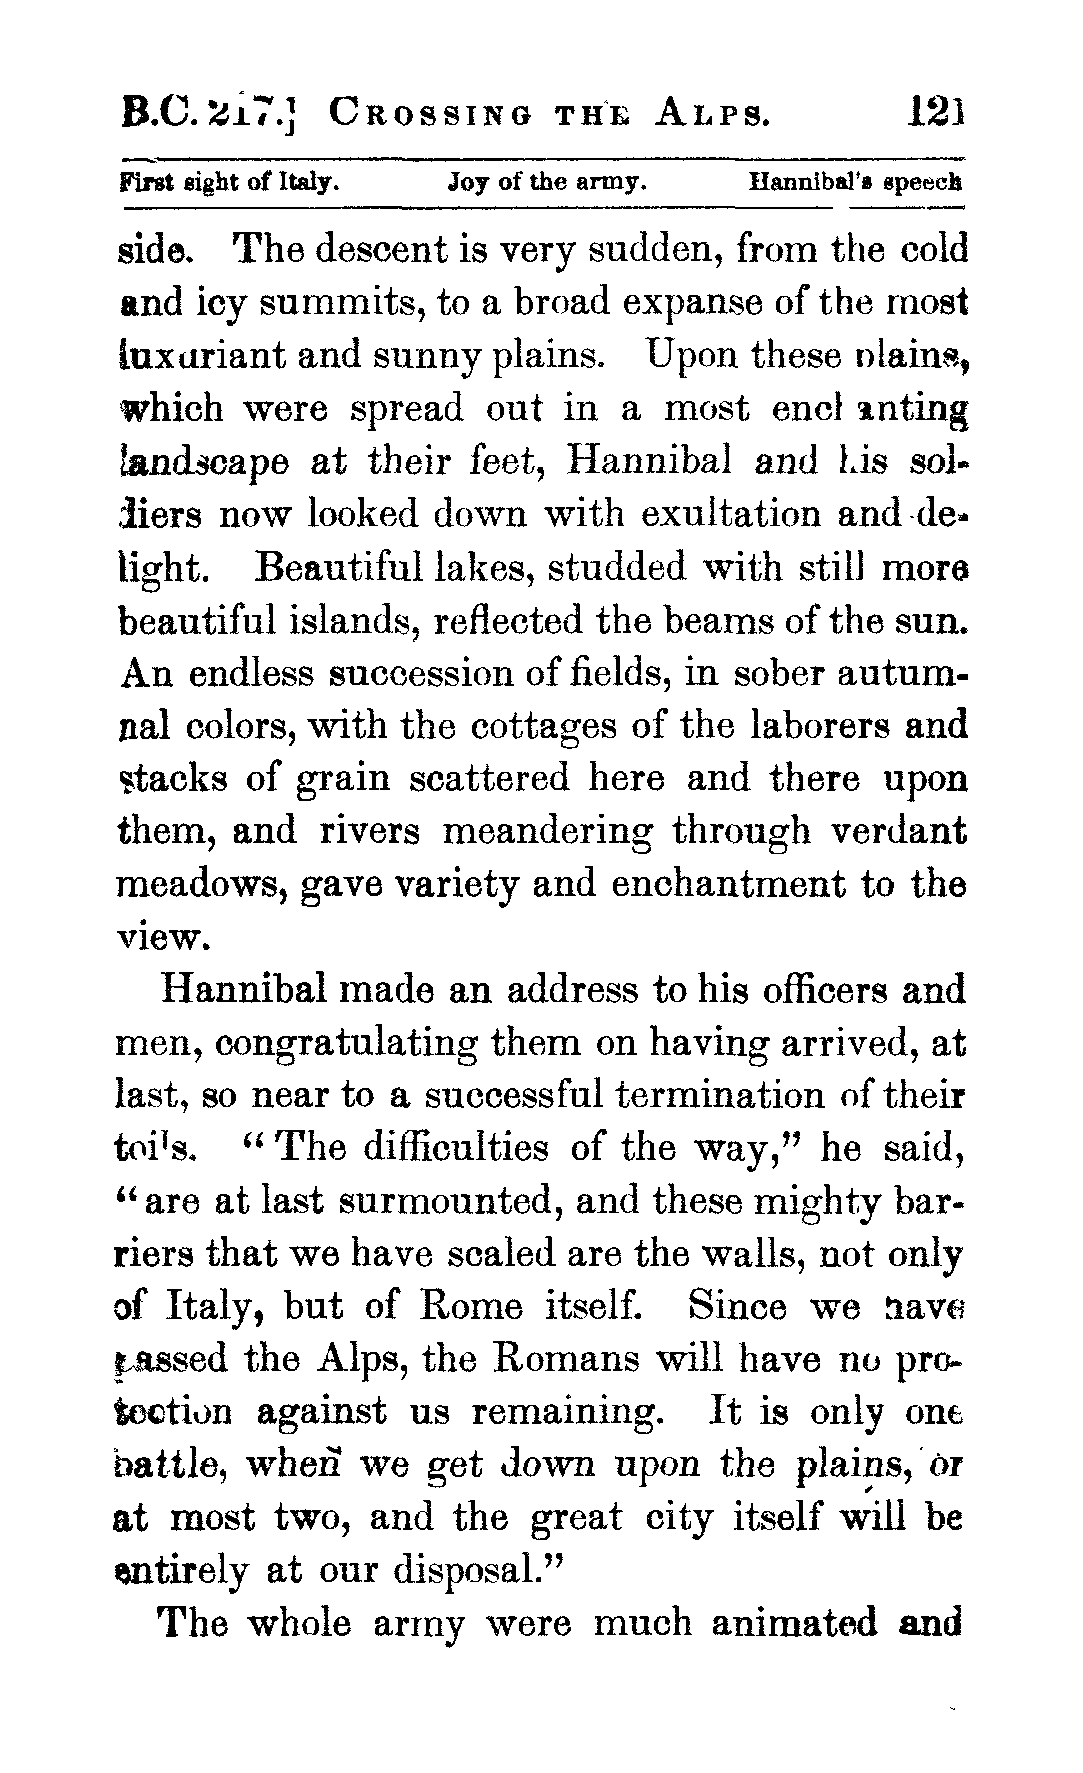 B.C. 217.] CROSSING THE ALPS. 121
First sight of Italy. Joy of the army. Hannibal's speech
side. The descent is very sudden, from the cold
and icy summits, to a broad expanse of the most
luxuriant and sunny plains. Upon these plains,
which were spread out in a most enchanting
landscape at their feet, Hannibal and his sol-
diers now looked down with exultation and de-
light. Beautiful lakes, studded with still more
beautiful islands, reflected the beams of the sun.
An endless succession of fields, in sober autum-
nal colors, with the cottages of the laborers and
stacks of grain scattered here and there upon
them, and rivers meandering through verdant
meadows, gave variety and enchantment to the
view.
Hannibal made an address to his officers and
men, congratulating them on having arrived, at
last, so near to a successful termination of their
toils. "The difficulties of the way," he said,
"are at last surmounted, and these mighty bar-
riers that we have scaled are the walls, not only
of Italy, but of Rome itself. Since we have
passed the Alps, the Romans will have no pro-
tection against us remaining. It is only one
battle, when we get down upon the plains, or
at most two, and the great city itself will be
entirely at our disposal."
The whole army were much animated and